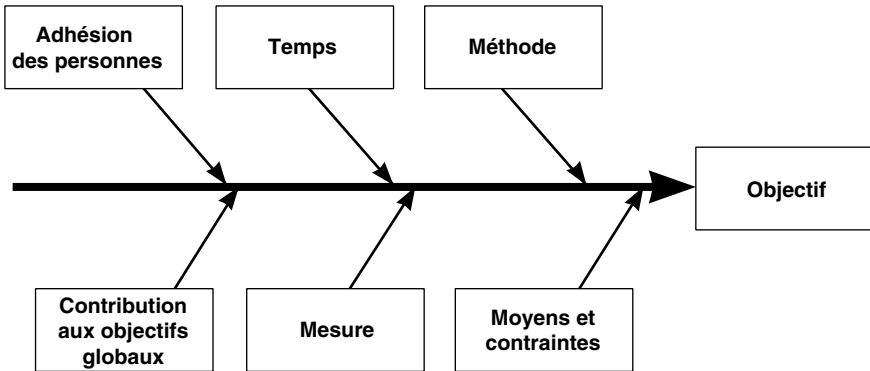 Adhésion
des personnes
Temps
Méthode
Objectif
Contribution
aux objectifs
globaux
Mesure
Moyens et
contraintes